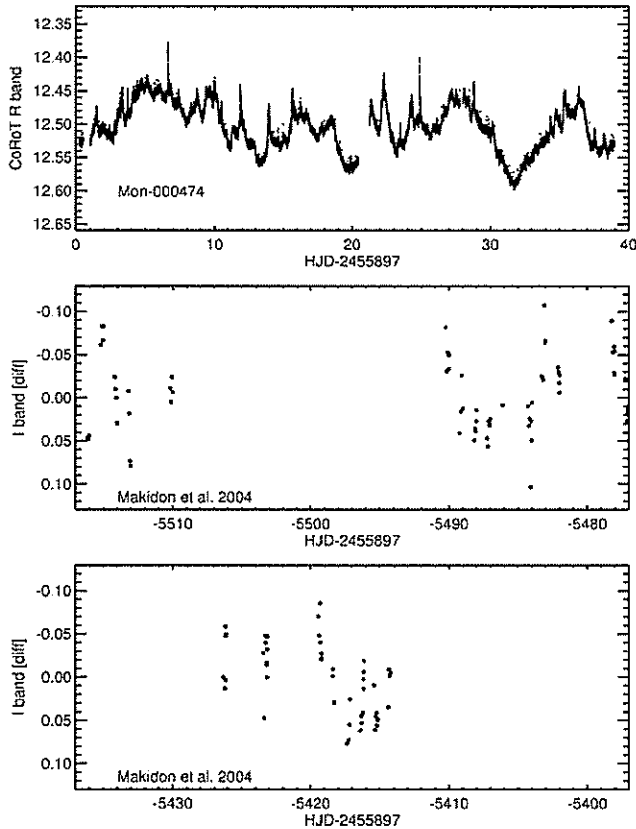 12.35
12.40
12.45
12.50
12.55
12.60
12.65
CoRoT R band
Mon-000474
0 10 20 30 40
HJD-2455897
-0.10
-0.05
0.00
0.05
0.10
I band [diff]
Makidon et al. 2004
-5510 -5500 -5490 -5480
HJD-2455897
-0.10
-0.05
0.00
0.05
0.10
I band [diff]
Makidon et al. 2004
-5430 -5420 -5410 -5400
HJD-2455897